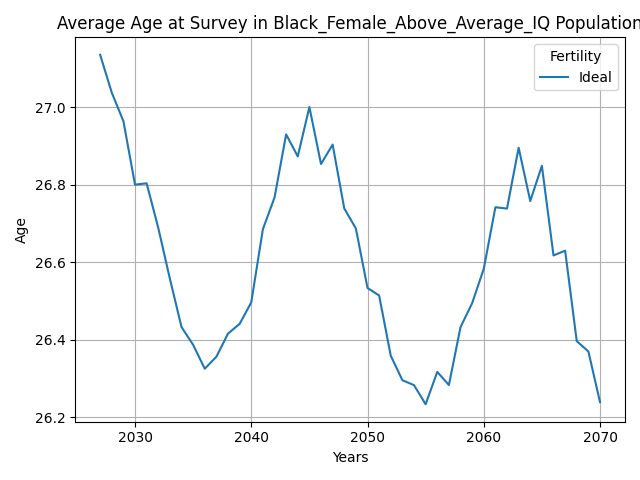 Average Age at Survey in Black_Female_Above_Average_IQ Population
Fertility
Ideal
Age
27.0
26.8
26.6
26.4
26.2
2030 2040 2050 2060 2070
Years